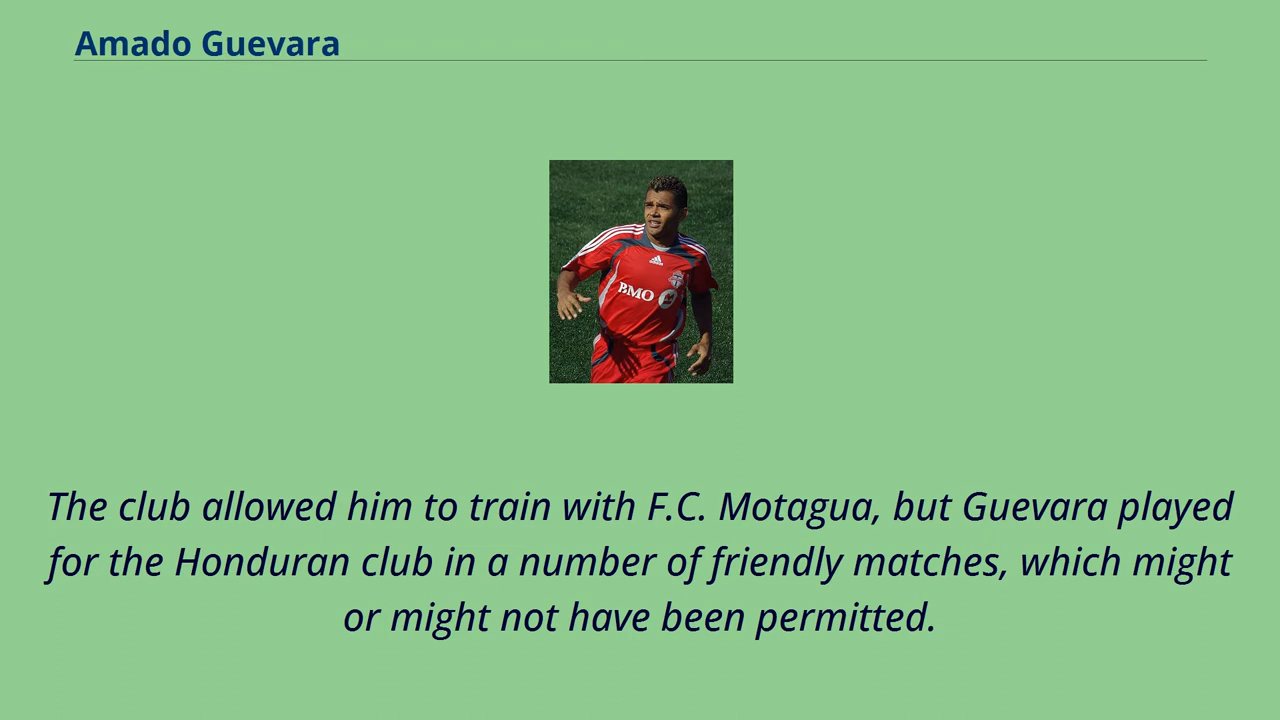 Amado Guevara
BMO
The club allowed him to train with F.C. Motagua, but Guevara played
for the Honduran club in a number of friendly matches, which might
or might not have been permitted.